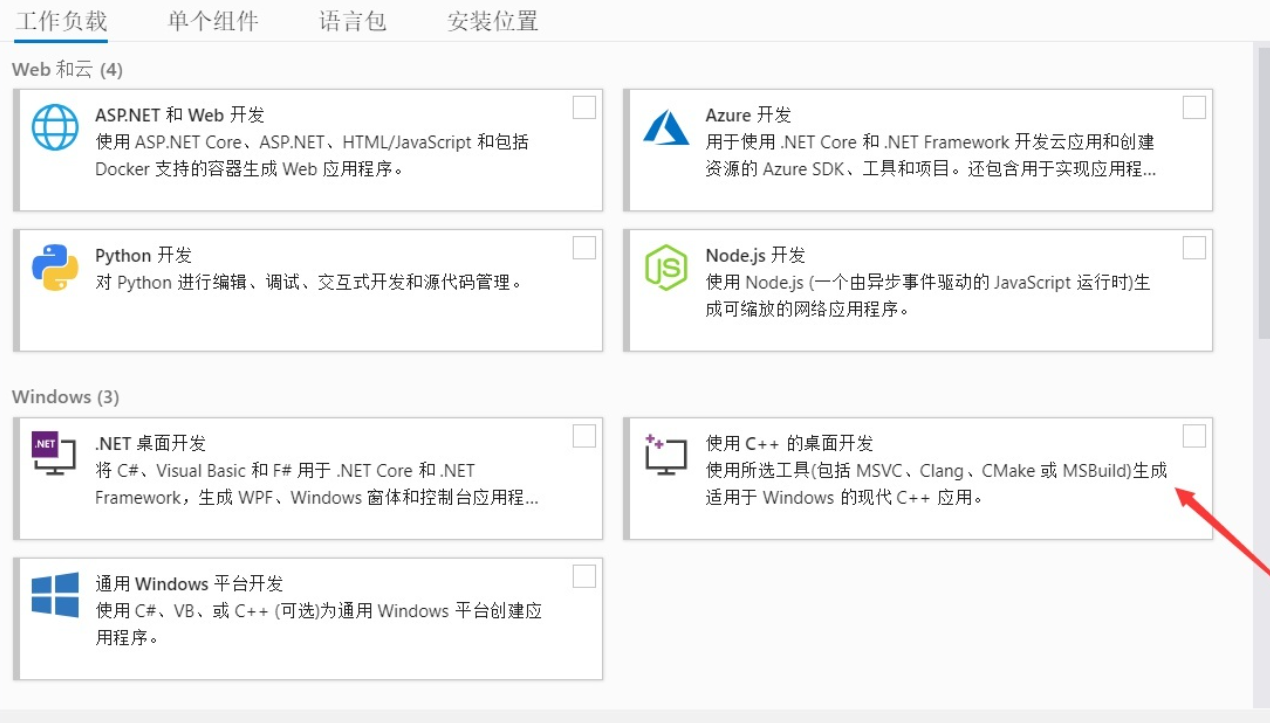 工作负载 单个组件 语言包 安装位置
Web 和云 (4)
ASP.NET 和 Web 开发
使用 ASP.NET Core、ASP.NET、HTML/JavaScript 和包括
Docker 支持的容器生成 Web 应用程序。
Azure 开发
用于使用 .NET Core 和 .NET Framework 开发云应用和创建
资源的 Azure SDK、工具和项目。还包含用于实现应用程...
Python 开发
对 Python 进行编辑、调试、交互式开发和源代码管理。
JS
Node.js 开发
使用 Node.js (一个由异步事件驱动的 JavaScript 运行时)生
成可缩放的网络应用程序。
Windows (3)
.NET
.NET 桌面开发
将 C#、Visual Basic 和 F# 用于 .NET Core 和 .NET
Framework，生成 WPF、Windows 窗体和控制台应用程...
使用 C++ 的桌面开发
使用所选工具(包括 MSVC、Clang、CMake 或 MSBuild)生成
适用于 Windows 的现代 C++ 应用。
通用 Windows 平台开发
使用 C#、VB、或 C++ (可选)为通用 Windows 平台创建应
用程序。